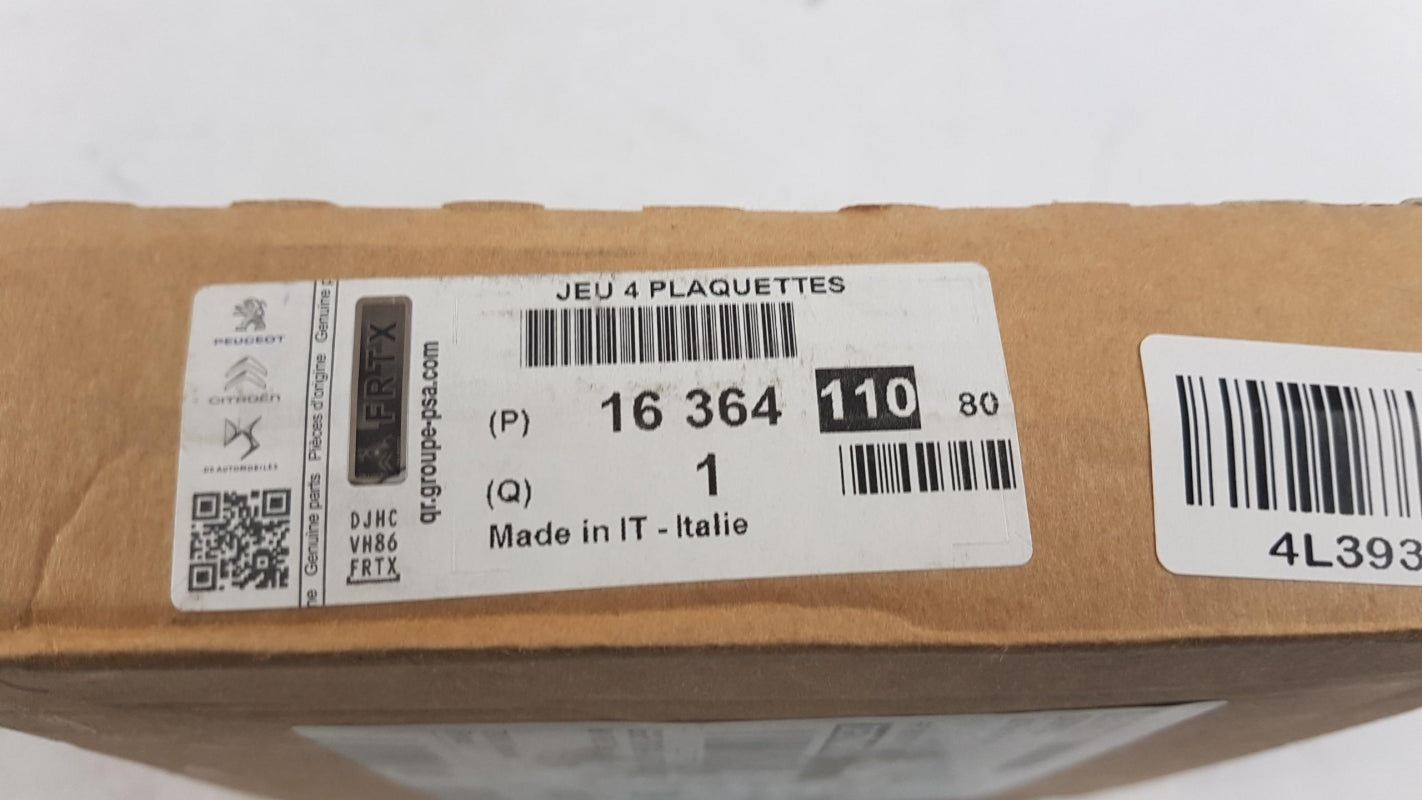 JEU 4 PLAQUETTES
PEUGEOT
CITROËN
DS AUTOMOBILES
Genuine parts Pièces d'origine Genuine
FRTX
qr.groupe-psa.com
DJHC
VH86
FRTX
(P) 16 364 110 80
(Q) 1
Made in IT - Italie
4L393